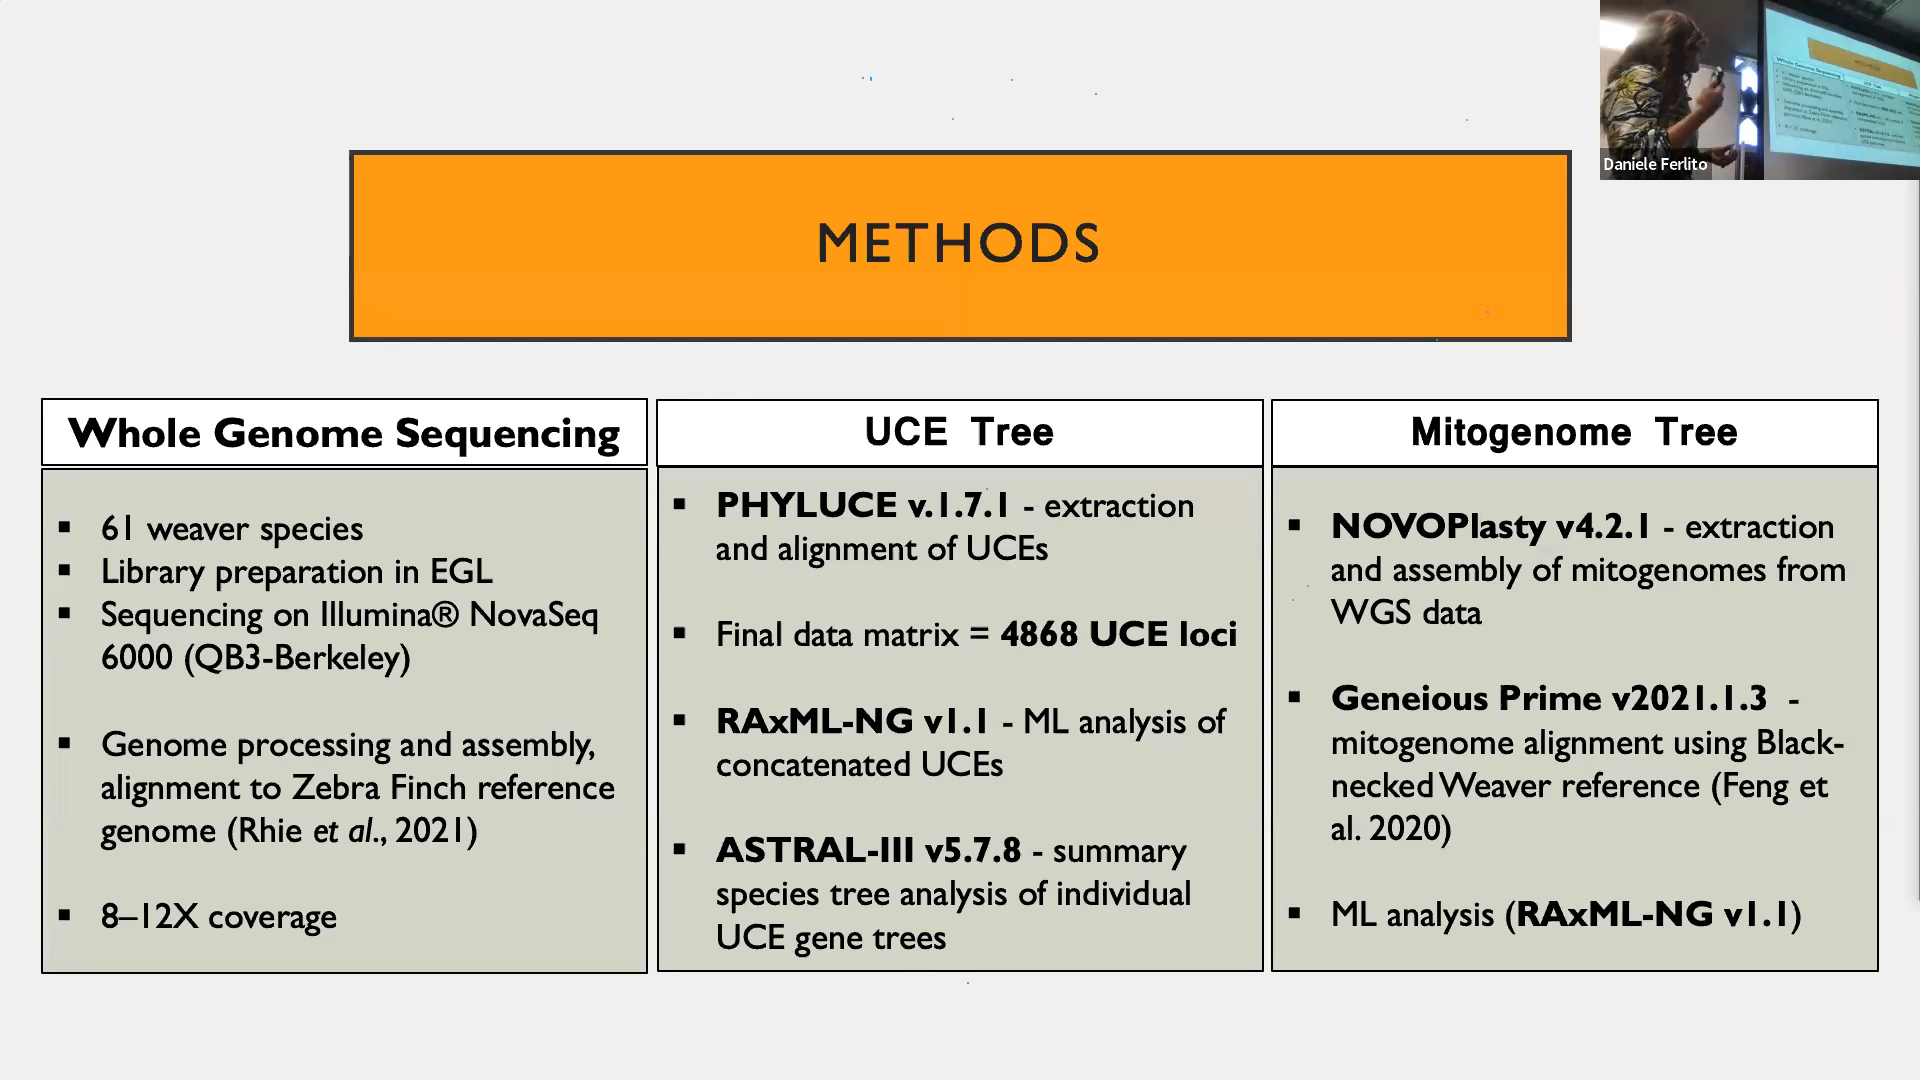 Daniele Ferlito
METHODS
Whole Genome Sequencing
▪ 61 weaver species
▪ Library preparation in EGL
▪ Sequencing on Illumina® NovaSeq
6000 (QB3-Berkeley)
▪ Genome processing and assembly,
alignment to Zebra Finch reference
genome (Rhie et al., 2021)
▪ 8–12X coverage
UCE Tree
▪ PHYLUCE v.1.7.1 - extraction
and alignment of UCEs
▪ Final data matrix = 4868 UCE loci
▪ RAxML-NG v1.1 - ML analysis of
concatenated UCEs
▪ ASTRAL-III v5.7.8 - summary
species tree analysis of individual
UCE gene trees
Mitogenome Tree
▪ NOVOPlasty v4.2.1 - extraction
and assembly of mitogenomes from
WGS data
▪ Geneious Prime v2021.1.3 -
mitogenome alignment using Black-
necked Weaver reference (Feng et
al. 2020)
▪ ML analysis (RAxML-NG v1.1)